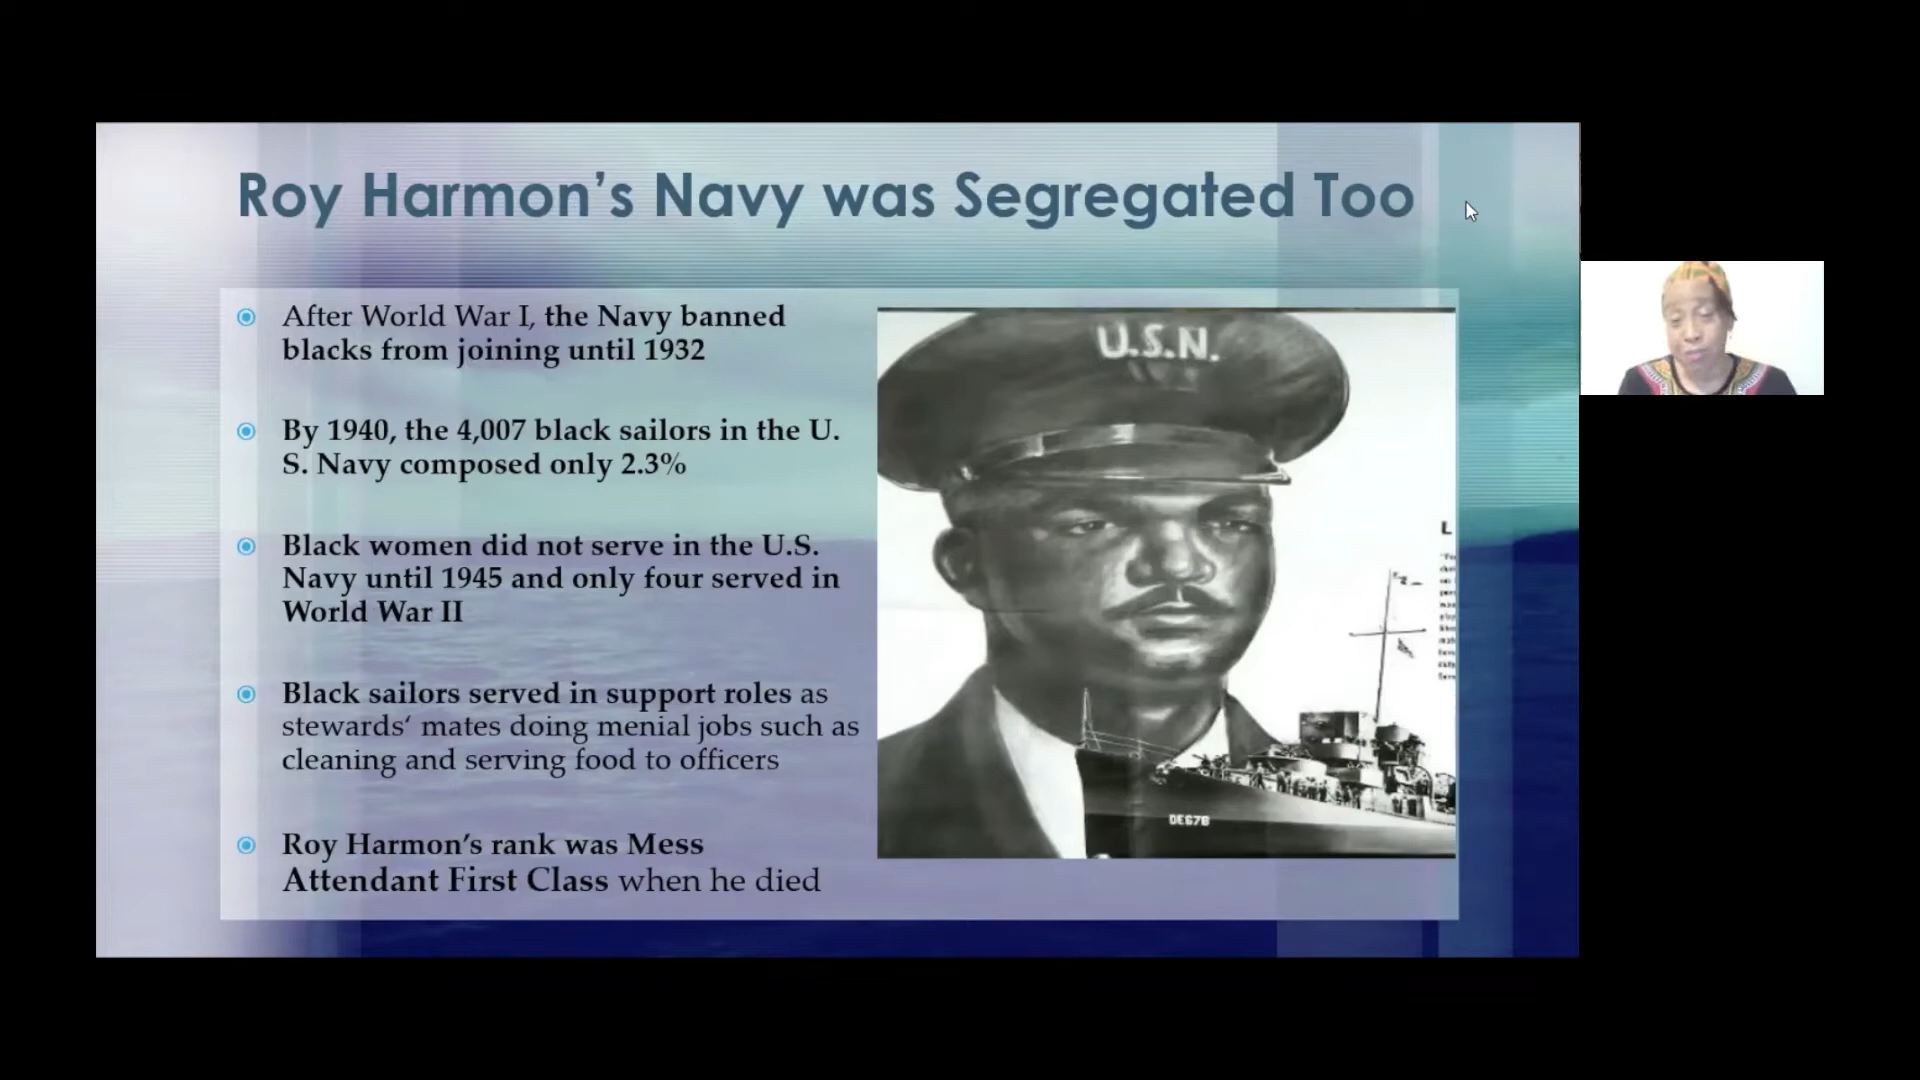 Roy Harmon’s Navy was Segregated Too
After World War I, the Navy banned
blacks from joining until 1932
By 1940, the 4,007 black sailors in the U.
S. Navy composed only 2.3%
Black women did not serve in the U.S.
Navy until 1945 and only four served in
World War II
Black sailors served in support roles as
stewards‘ mates doing menial jobs such as
cleaning and serving food to officers
Roy Harmon’s rank was Mess
Attendant First Class when he died
U.S.N.
L
DE678